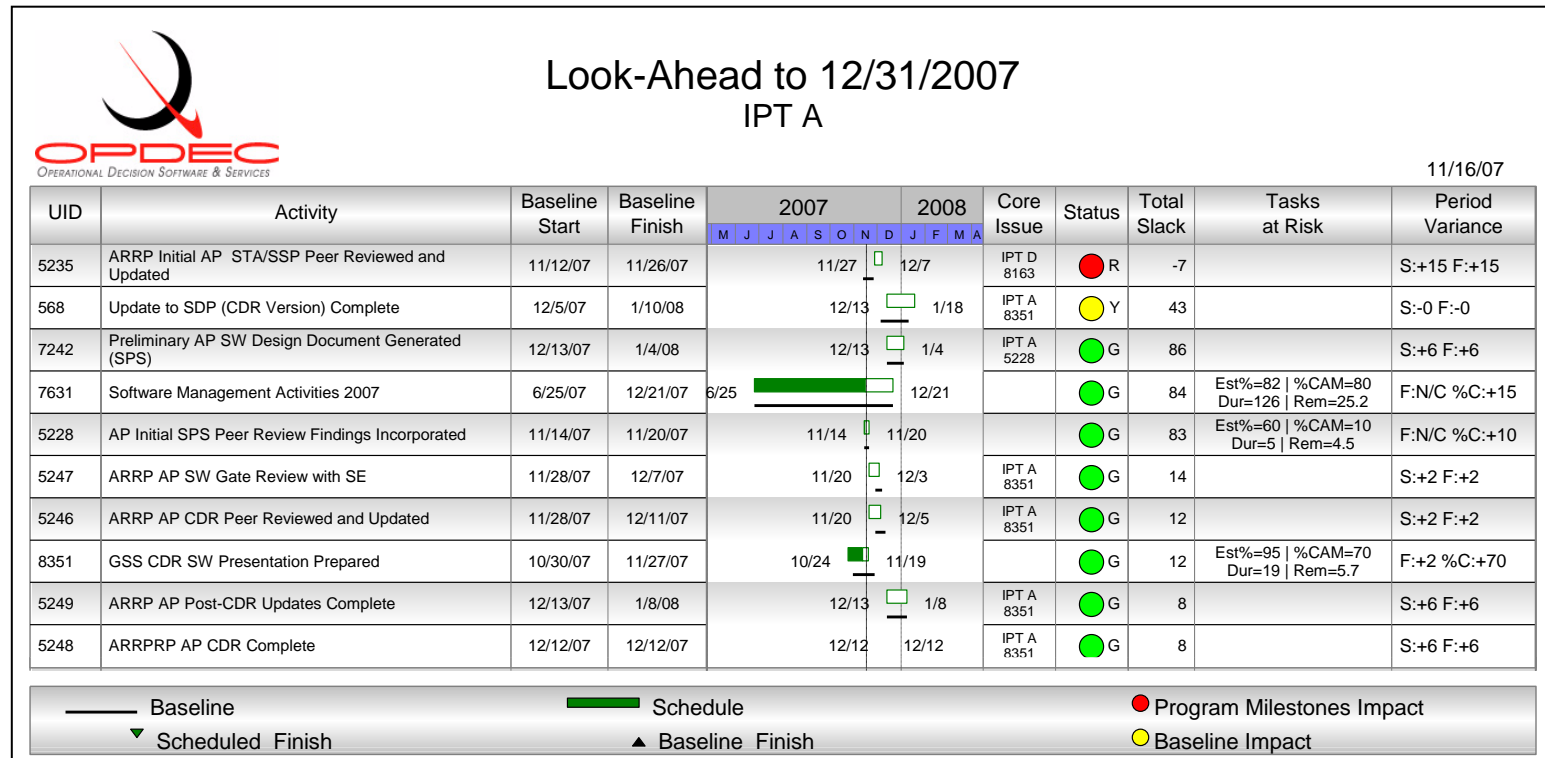 Look-Ahead to 12/31/2007
IPT A
OPDEC
OPERATIONAL DECISION SOFTWARE & SERVICES
11/16/07
UID Activity Baseline Start Baseline Finish 2007 2008 Core Issue Status Total Slack Tasks at Risk Period Variance
M J J A S O N D J F M A
5235 ARRP Initial AP STA/SSP Peer Reviewed and Updated 11/12/07 11/26/07 11/27 12/7 IPT D 8163 R -7 S:+15 F:+15
568 Update to SDP (CDR Version) Complete 12/5/07 1/10/08 12/13 1/18 IPT A 8351 Y 43 S:-0 F:-0
7242 Preliminary AP SW Design Document Generated (SPS) 12/13/07 1/4/08 12/13 1/4 IPT A 5228 G 86 S:+6 F:+6
7631 Software Management Activities 2007 6/25/07 12/21/07 6/25 12/21 G 84 Est%=82 | %CAM=80 Dur=126 | Rem=25.2 F:N/C %C:+15
5228 AP Initial SPS Peer Review Findings Incorporated 11/14/07 11/20/07 11/14 11/20 G 83 Est%=60 | %CAM=10 Dur=5 | Rem=4.5 F:N/C %C:+10
5247 ARRP AP SW Gate Review with SE 11/28/07 12/7/07 11/20 12/3 IPT A 8351 G 14 S:+2 F:+2
5246 ARRP AP CDR Peer Reviewed and Updated 11/28/07 12/11/07 11/20 12/5 IPT A 8351 G 12 S:+2 F:+2
8351 GSS CDR SW Presentation Prepared 10/30/07 11/27/07 10/24 11/19 G 12 Est%=95 | %CAM=70 Dur=19 | Rem=5.7 F:+2 %C:+70
5249 ARRP AP Post-CDR Updates Complete 12/13/07 1/8/08 12/13 1/8 IPT A 8351 G 8 S:+6 F:+6
5248 ARRPRP AP CDR Complete 12/12/07 12/12/07 12/12 12/12 IPT A 8351 G 8 S:+6 F:+6
Baseline Schedule Program Milestones Impact
Scheduled Finish Baseline Finish Baseline Impact